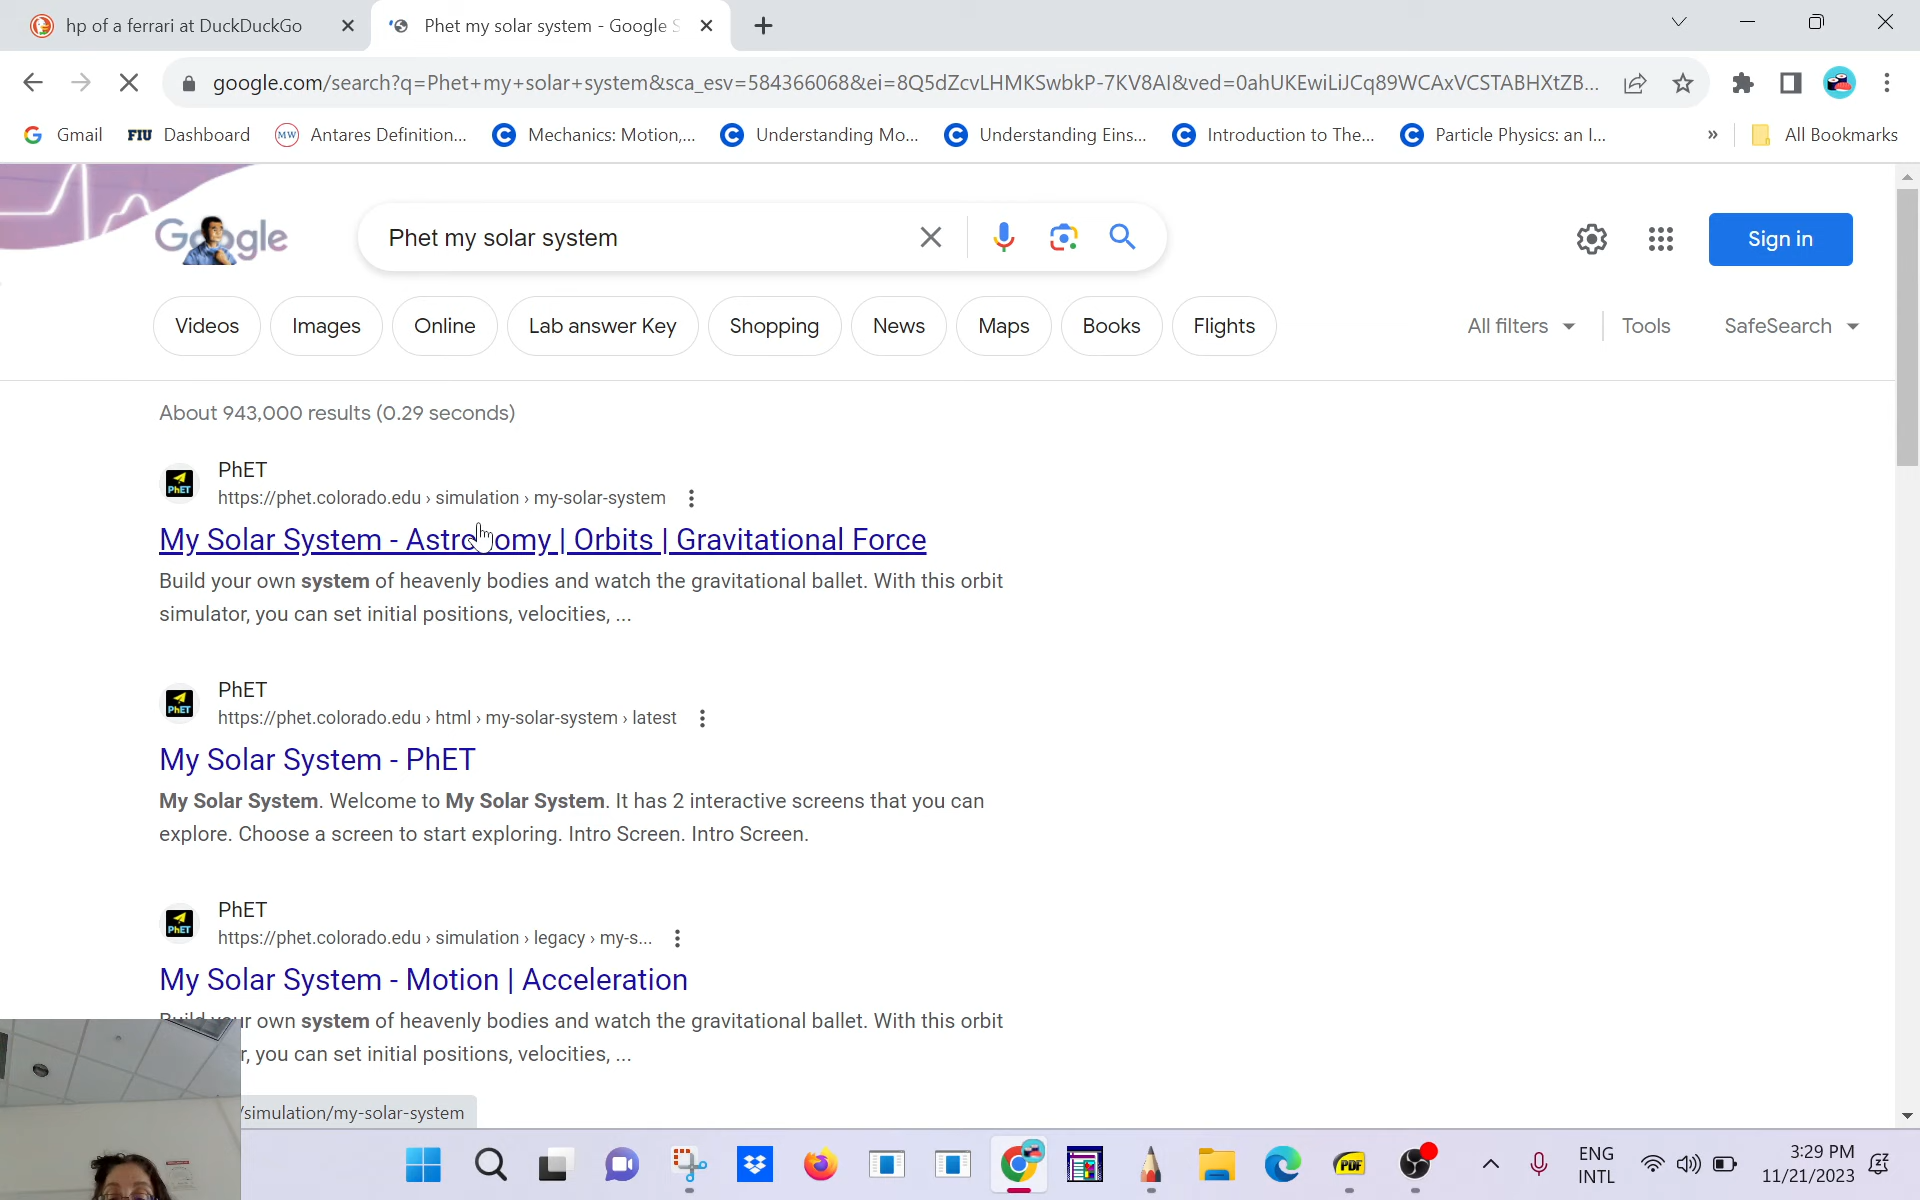 hp of a ferrari at DuckDuckGo
Phet my solar system - Google S
google.com/search?q=Phet+my+solar+system&sca_esv=584366068&ei=8Q5dZcvLHMKSwbkP-7KV8AI&ved=0ahUKEwiLiJCq89WCAxVCSTABHXtZB...
Gmail
FIU Dashboard
MW Antares Definition...
Mechanics: Motion,...
Understanding Mo...
Understanding Eins...
Introduction to The...
Particle Physics: an I...
»
All Bookmarks
Google
Phet my solar system
Sign in
Videos
Images
Online
Lab answer Key
Shopping
News
Maps
Books
Flights
All filters
Tools
SafeSearch
About 943,000 results (0.29 seconds)
PhET
https://phet.colorado.edu › simulation › my-solar-system
My Solar System - Astronomy | Orbits | Gravitational Force
Build your own system of heavenly bodies and watch the gravitational ballet. With this orbit
simulator, you can set initial positions, velocities, ...
PhET
https://phet.colorado.edu › html › my-solar-system › latest
My Solar System - PhET
My Solar System. Welcome to My Solar System. It has 2 interactive screens that you can
explore. Choose a screen to start exploring. Intro Screen. Intro Screen.
PhET
https://phet.colorado.edu › simulation › legacy › my-s...
My Solar System - Motion | Acceleration
Build your own system of heavenly bodies and watch the gravitational ballet. With this orbit
r, you can set initial positions, velocities, ...
/simulation/my-solar-system
PDF
ENG
INTL
3:29 PM
11/21/2023